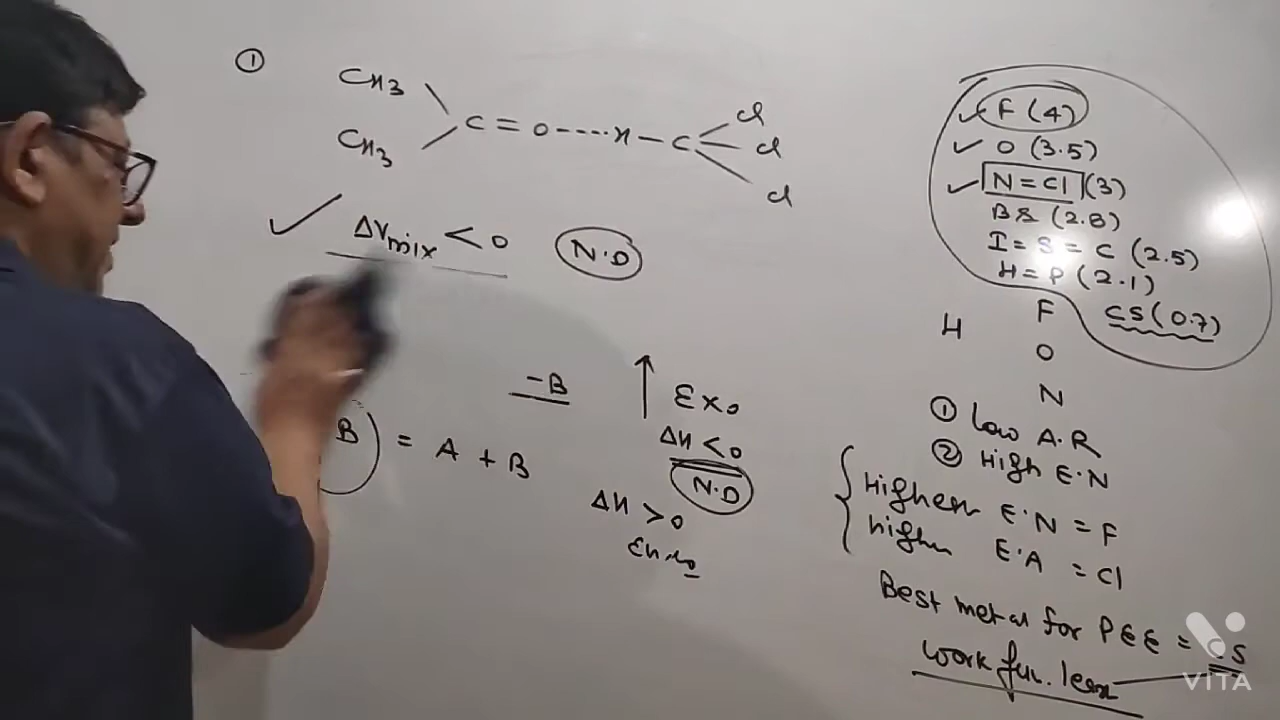 ①
CH3
CH3
C = O ---- H - C
Cl
Cl
Cl
ΔVmix < 0
N.D
B) = A + B
-B
Exo
ΔH < 0
N.D
ΔH > 0
Endo
F (4)
O (3.5)
N = Cl (3)
Br (2.8)
I = S = C (2.5)
H = P (2.1)
CS (0.7)
H
F
O
N
① Low A.R
② High E.N
Highest E.N = F
Higher E.A = Cl
Best metal for PEE = CS
Work fun. less
VITA